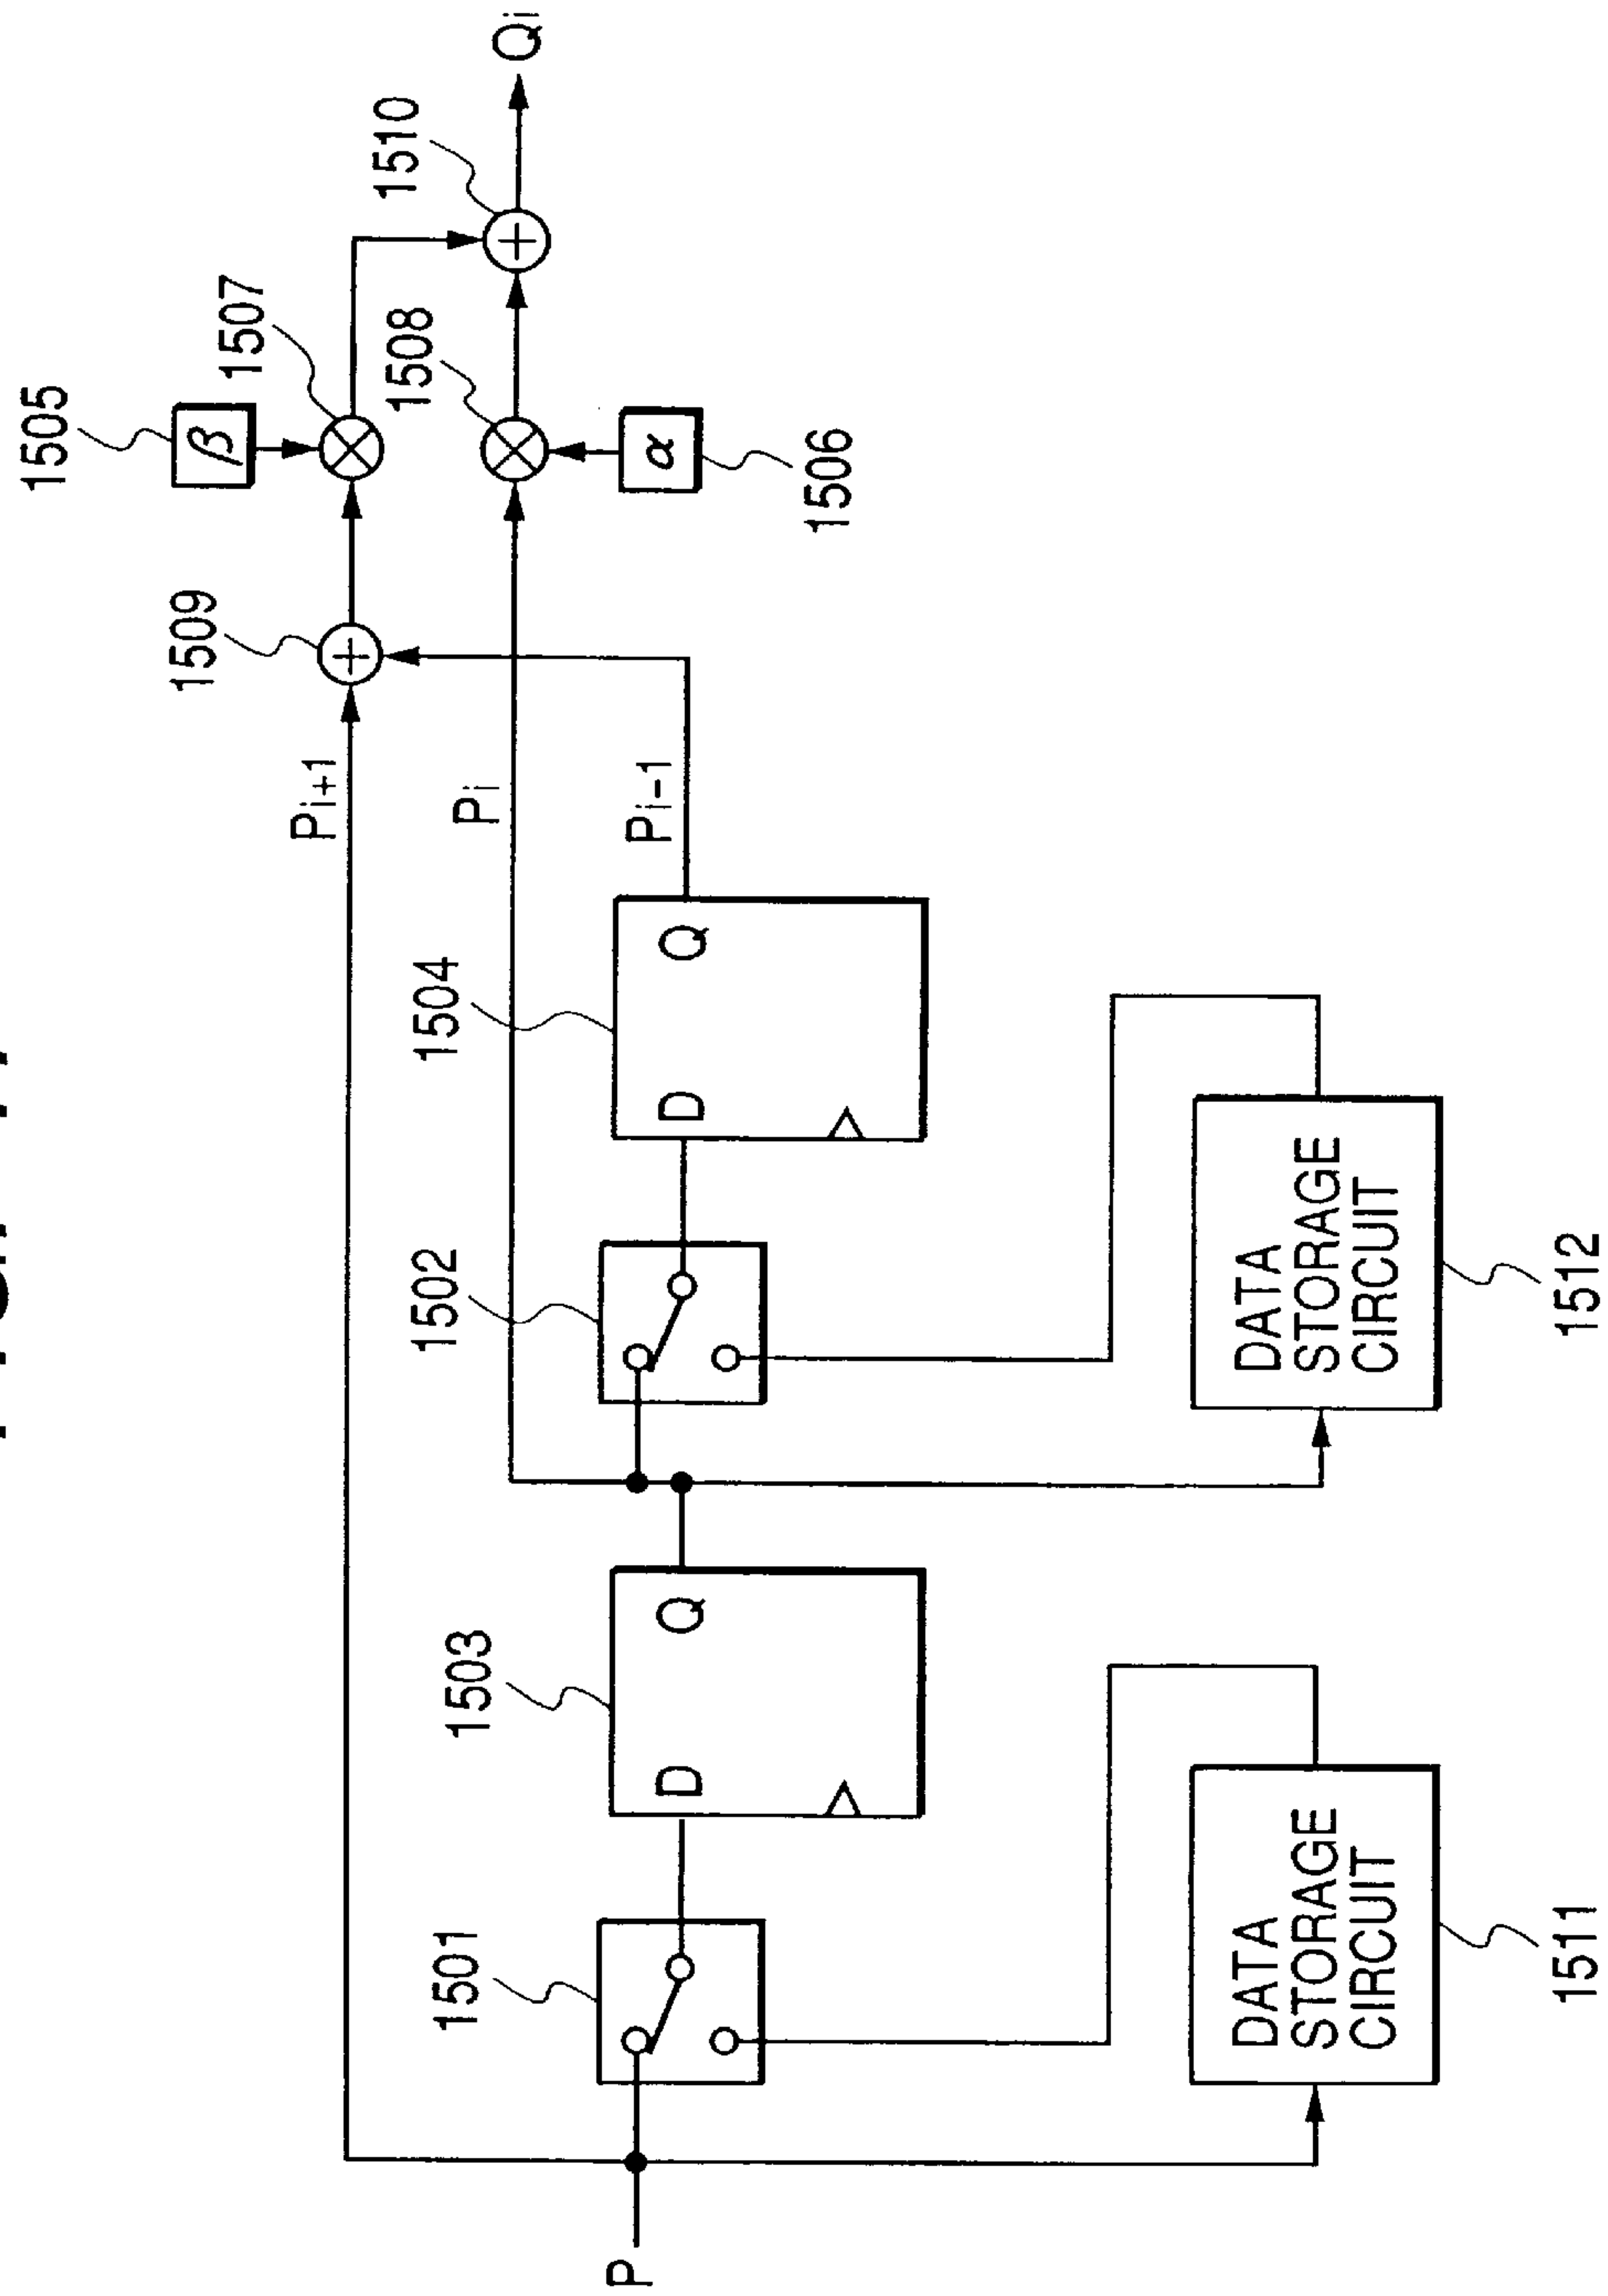 1505
β
1507
1510
Qi
1509
1508
Pi+1
Pi
α
1506
Pi-1
1504
D
Q
1502
1503
D
Q
1501
P
DATA
STORAGE
CIRCUIT
1512
DATA
STORAGE
CIRCUIT
1511